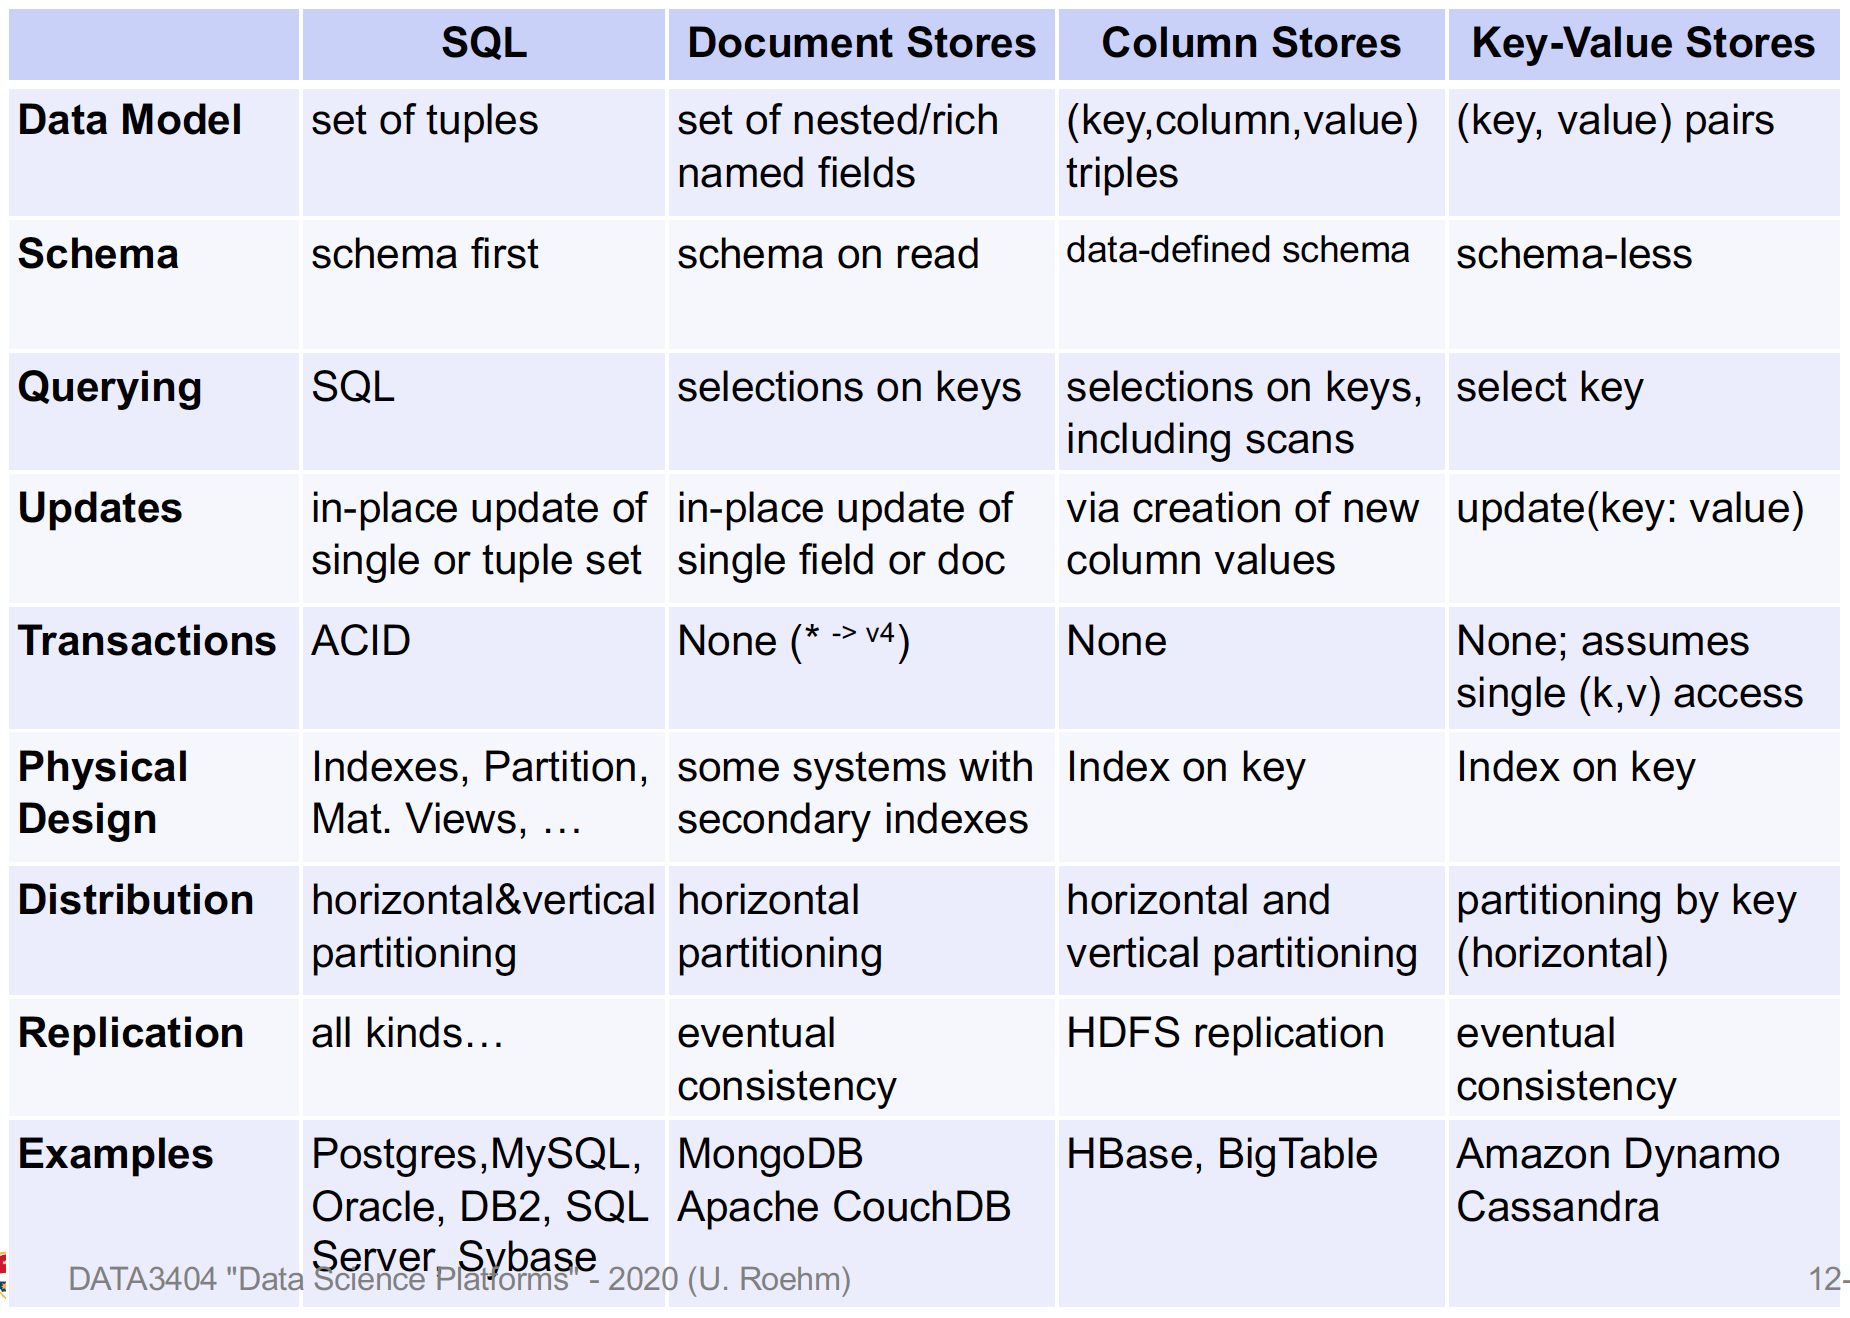 SQL
Document Stores
Column Stores
Key-Value Stores
Data Model
set of tuples
set of nested/rich
named fields
(key,column,value)
triples
(key, value) pairs
Schema
schema first
schema on read
data-defined schema
schema-less
Querying
SQL
selections on keys
selections on keys,
including scans
select key
Updates
in-place update of
single or tuple set
in-place update of
single field or doc
via creation of new
column values
update(key: value)
Transactions
ACID
None (* -> v4)
None
None; assumes
single (k,v) access
Physical
Design
Indexes, Partition,
Mat. Views, …
some systems with
secondary indexes
Index on key
Index on key
Distribution
horizontal&vertical
partitioning
horizontal
partitioning
horizontal and
vertical partitioning
partitioning by key
(horizontal)
Replication
all kinds…
eventual
consistency
HDFS replication
eventual
consistency
Examples
Postgres,MySQL,
Oracle, DB2, SQL
Server, Sybase
MongoDB
Apache CouchDB
HBase, BigTable
Amazon Dynamo
Cassandra
DATA3404 "Data Science Platforms" - 2020 (U. Roehm)
12-